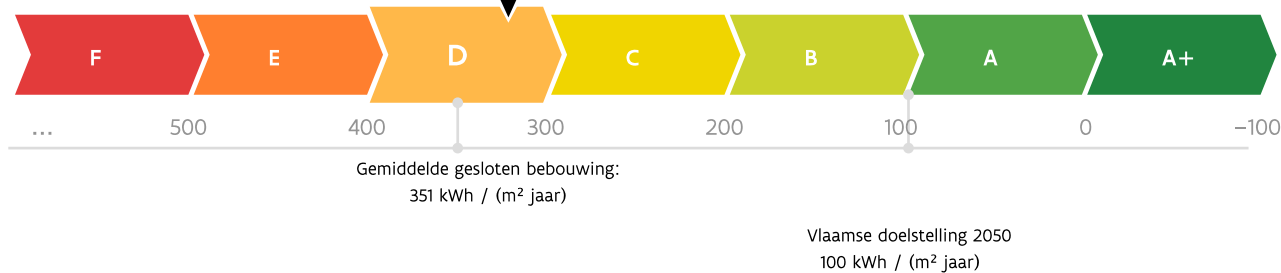 F E D C B A A+
... 500 400 300 200 100 0 −100
Gemiddelde gesloten bebouwing:
351 kWh / (m² jaar)
Vlaamse doelstelling 2050
100 kWh / (m² jaar)